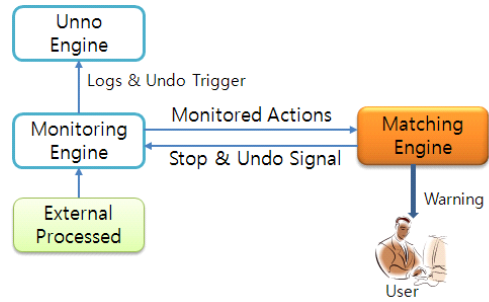 Unno
Engine
Logs & Undo Trigger
Monitored Actions
Monitoring
Engine
Matching
Engine
Stop & Undo Signal
Warning
External
Processed
User